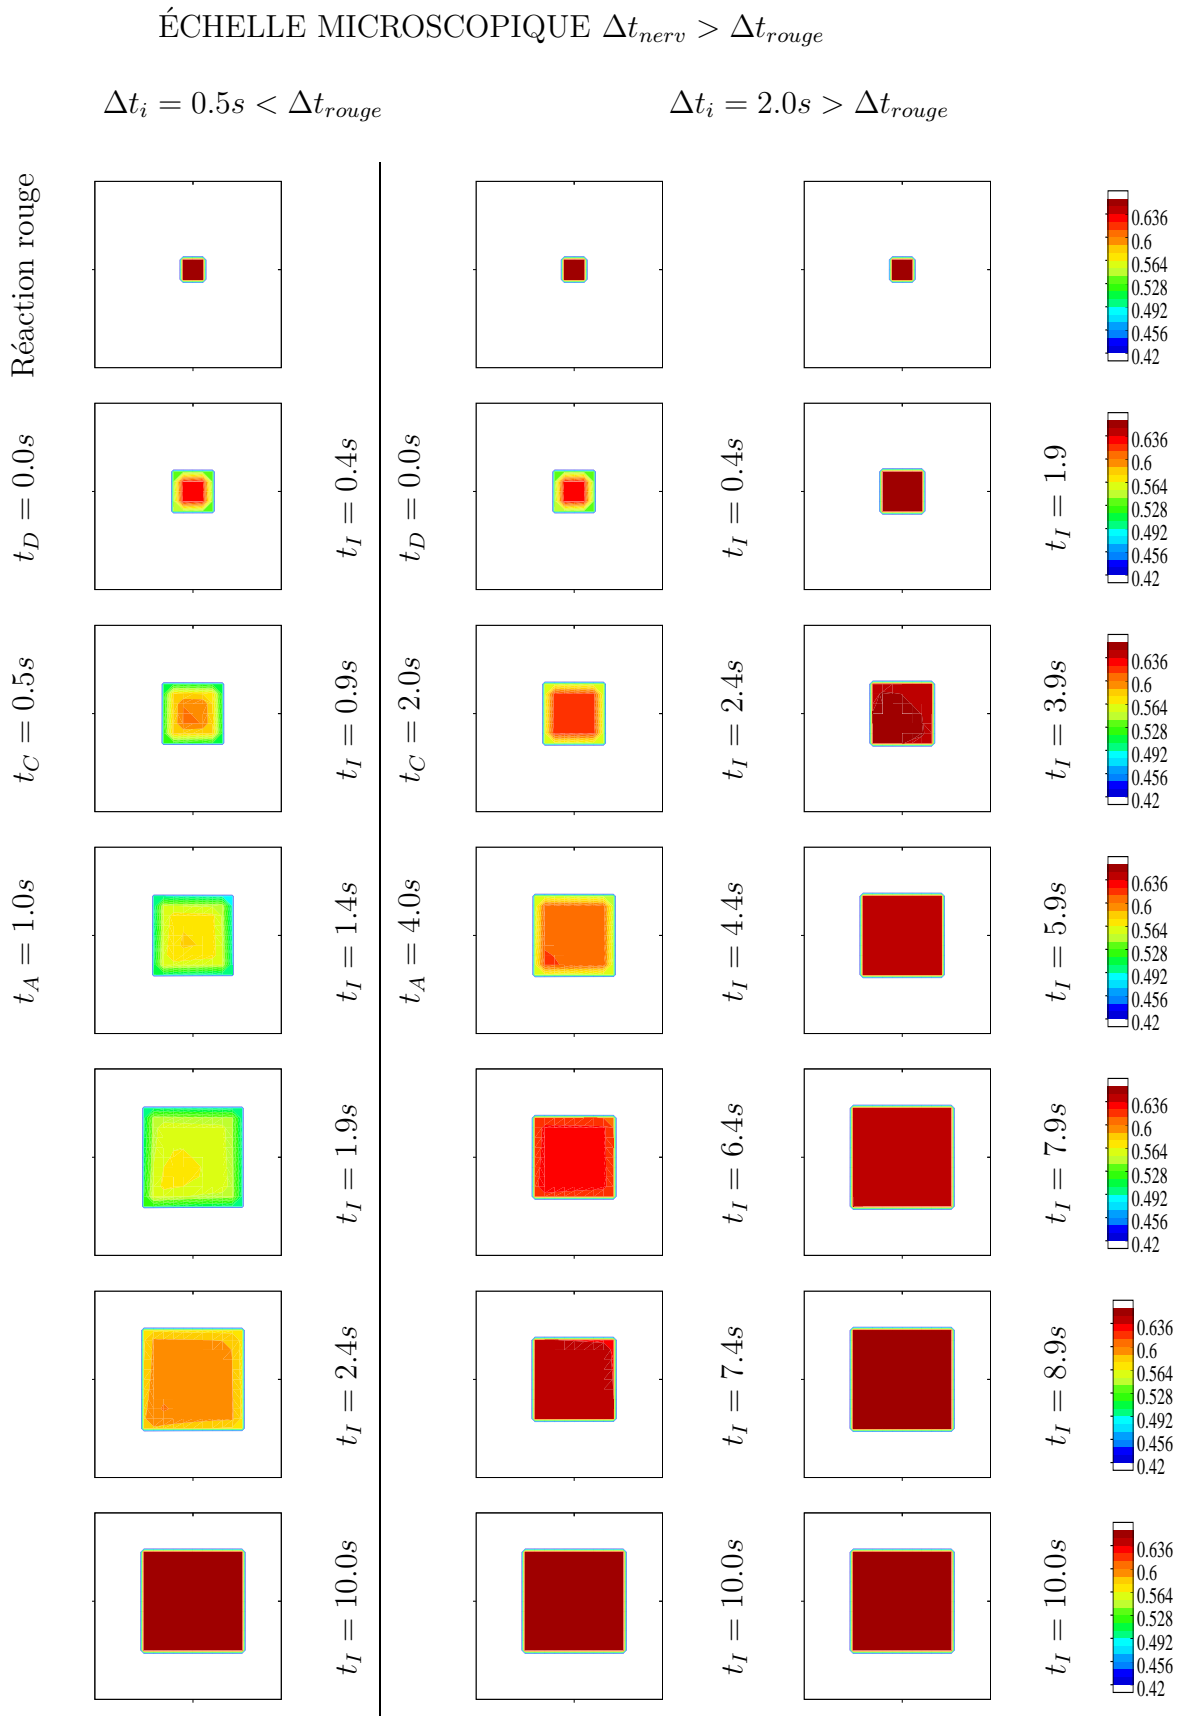 ÉCHELLE MICROSCOPIQUE Δt_nerv > Δt_rouge
Δt_i = 0.5s < Δt_rouge
Δt_i = 2.0s > Δt_rouge
Réaction rouge
0.636
0.6
0.564
0.528
0.492
0.456
0.42
t_D = 0.0s
t_I = 0.4s
t_D = 0.0s
t_I = 0.4s
t_I = 1.9
0.636
0.6
0.564
0.528
0.492
0.456
0.42
t_C = 0.5s
t_I = 0.9s
t_C = 2.0s
t_I = 2.4s
t_I = 3.9s
0.636
0.6
0.564
0.528
0.492
0.456
0.42
t_A = 1.0s
t_I = 1.4s
t_A = 4.0s
t_I = 4.4s
t_I = 5.9s
0.636
0.6
0.564
0.528
0.492
0.456
0.42
t_I = 1.9s
t_I = 6.4s
t_I = 7.9s
0.636
0.6
0.564
0.528
0.492
0.456
0.42
t_I = 2.4s
t_I = 7.4s
t_I = 8.9s
0.636
0.6
0.564
0.528
0.492
0.456
0.42
t_I = 10.0s
t_I = 10.0s
t_I = 10.0s
0.636
0.6
0.564
0.528
0.492
0.456
0.42